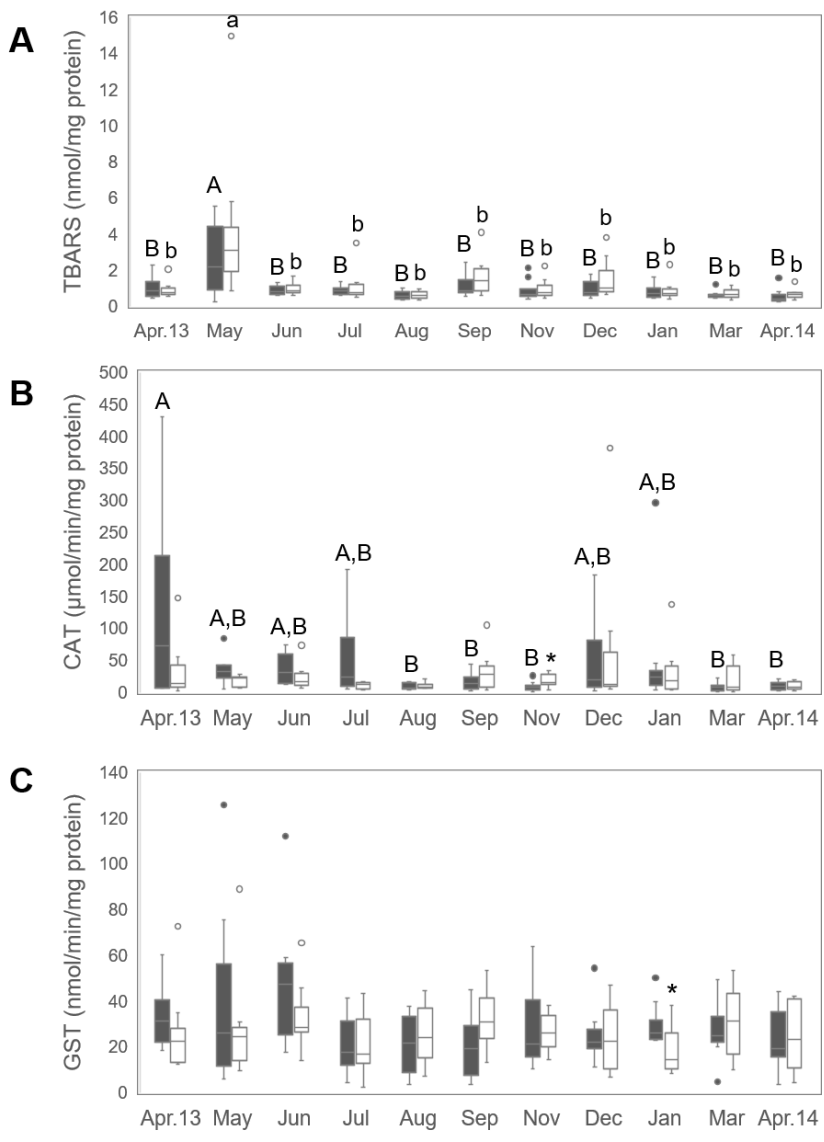 A
TBARS (nmol/mg protein)
16
14
12
10
8
6
4
2
0
a
A
B b
B b
B b
B b
B b
B b
B b
B b
B b
B b
Apr.13 May Jun Jul Aug Sep Nov Dec Jan Mar Apr.14
B
CAT (μmol/min/mg protein)
500
450
400
350
300
250
200
150
100
50
0
A
A,B
A,B
A,B
B
B
B *
A,B
A,B
B
B
Apr.13 May Jun Jul Aug Sep Nov Dec Jan Mar Apr.14
C
GST (nmol/min/mg protein)
140
120
100
80
60
40
20
0
*
Apr.13 May Jun Jul Aug Sep Nov Dec Jan Mar Apr.14